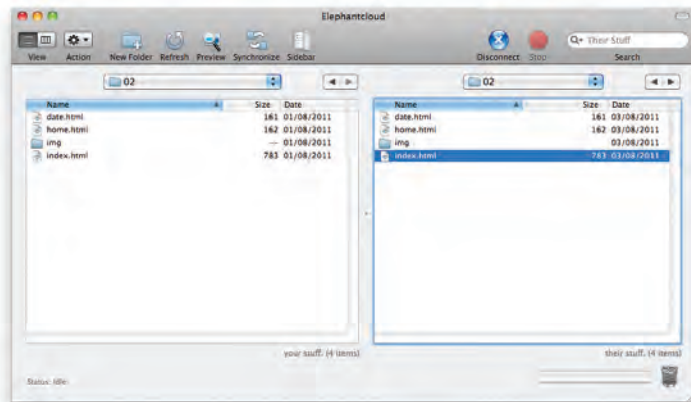 Elephantcloud
View Action New Folder Refresh Preview Synchronize Sidebar Disconnect Stop Search
Their Stuff
02
Name Size Date
date.html 161 01/08/2011
home.html 162 01/08/2011
img -- 01/08/2011
index.html 783 01/08/2011
your stuff. (4 items)
02
Name Size Date
date.html 161 03/08/2011
home.html 162 03/08/2011
img 03/08/2011
index.html 783 03/08/2011
their stuff. (4 items)
Status: Idle